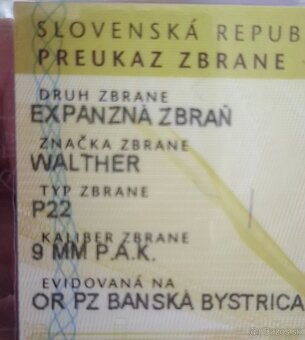 SLOVENSKÁ REPUB
PREUKAZ ZBRANE
DRUH ZBRANE
EXPANZNÁ ZBRAŇ
ZNAČKA ZBRANE
WALTHER
TYP ZBRANE
P22
KALIBER ZBRANE
9 MM P.A.K.
EVIDOVANÁ NA
OR PZ BANSKÁ BYSTRICA